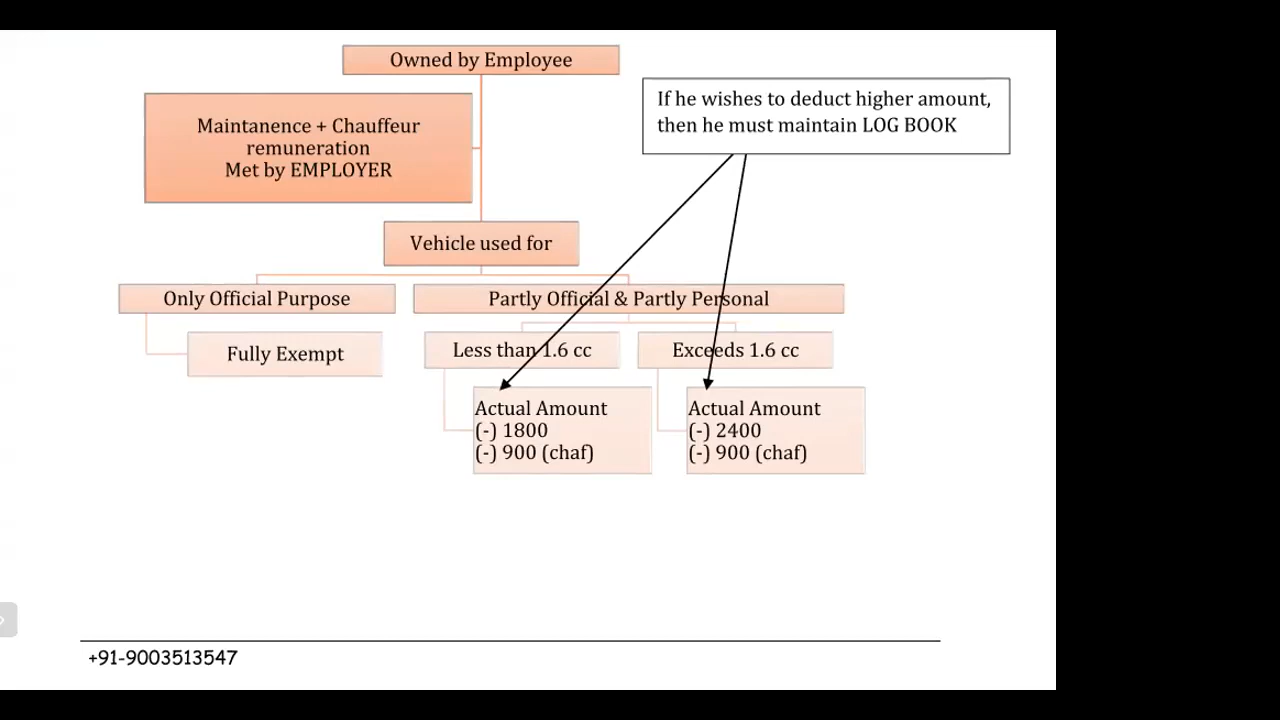 Owned by Employee
If he wishes to deduct higher amount,
then he must maintain LOG BOOK
Maintanence + Chauffeur
remuneration
Met by EMPLOYER
Vehicle used for
Only Official Purpose
Partly Official & Partly Personal
Fully Exempt
Less than 1.6 cc
Exceeds 1.6 cc
Actual Amount
(-) 1800
(-) 900 (chaf)
Actual Amount
(-) 2400
(-) 900 (chaf)
+91-9003513547